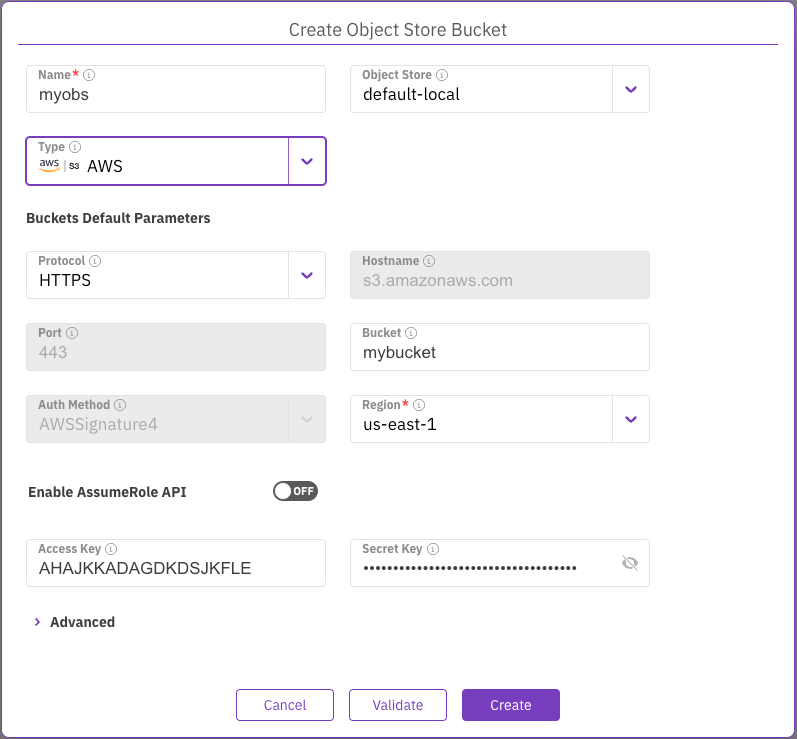 Create Object Store Bucket
Name*
myobs
Object Store
default-local
Type
aws | S3 AWS
Buckets Default Parameters
Protocol
HTTPS
Hostname
s3.amazonaws.com
Port
443
Bucket
mybucket
Auth Method
AWSSignature4
Region*
us-east-1
Enable AssumeRole API
OFF
Access Key
AHAJKKADAGDKDSJKFLE
Secret Key
••••••••••••••••••••••••••••••••••••
Advanced
Cancel
Validate
Create